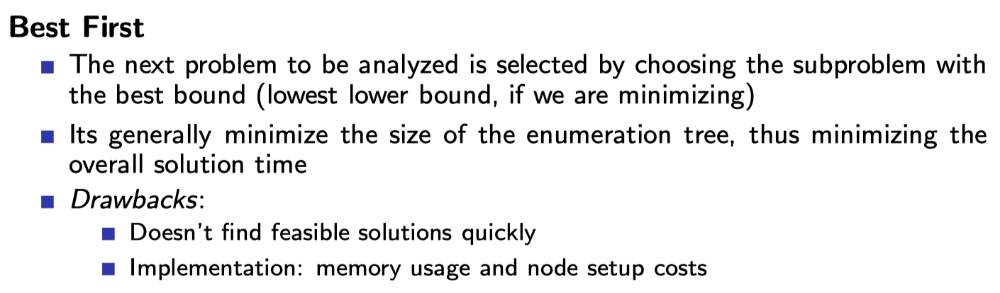 Best First
The next problem to be analyzed is selected by choosing the subproblem with
the best bound (lowest lower bound, if we are minimizing)
Its generally minimize the size of the enumeration tree, thus minimizing the
overall solution time
Drawbacks:
Doesn't find feasible solutions quickly
Implementation: memory usage and node setup costs